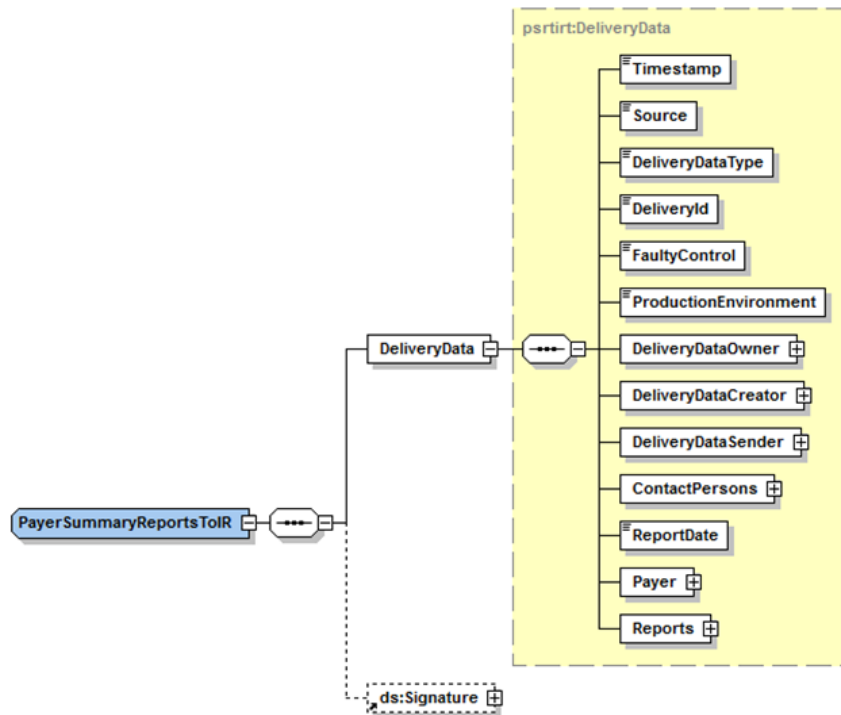 psrtirt:DeliveryData
Timestamp
Source
DeliveryDataType
DeliveryId
FaultyControl
ProductionEnvironment
DeliveryData
DeliveryDataOwner
DeliveryDataCreator
DeliveryDataSender
ContactPersons
PayerSummaryReportsToIR
ReportDate
Payer
Reports
ds:Signature